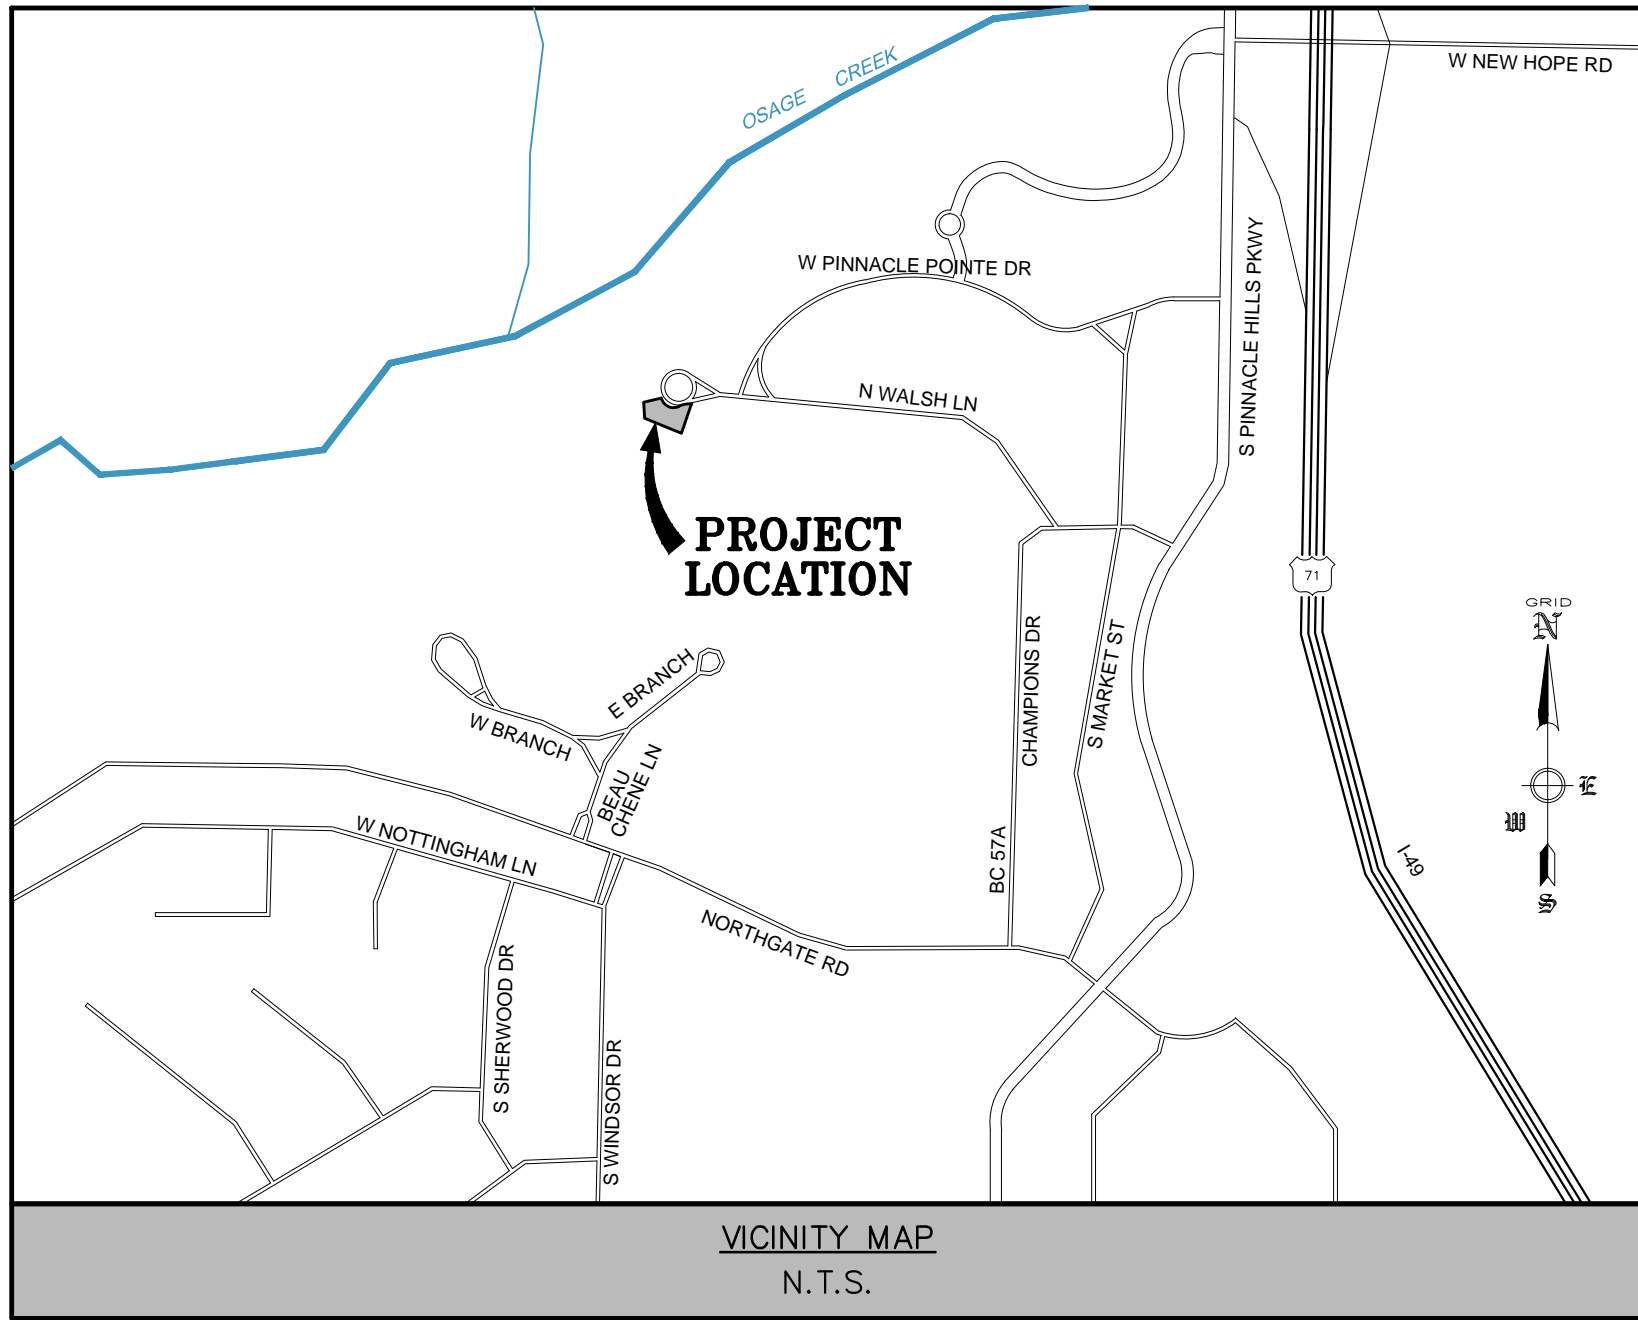 W NEW HOPE RD
OSAGE CREEK
W PINNACLE POINTE DR
S PINNACLE HILLS PKWY
N WALSH LN
PROJECT
LOCATION
71
GRID
N
E
W
S
E BRANCH
W BRANCH
CHAMPIONS DR
S MARKET ST
BEAU
CHENE LN
W NOTTINGHAM LN
BC 57A
I-49
NORTHGATE RD
S SHERWOOD DR
S WINDSOR DR
VICINITY MAP
N.T.S.